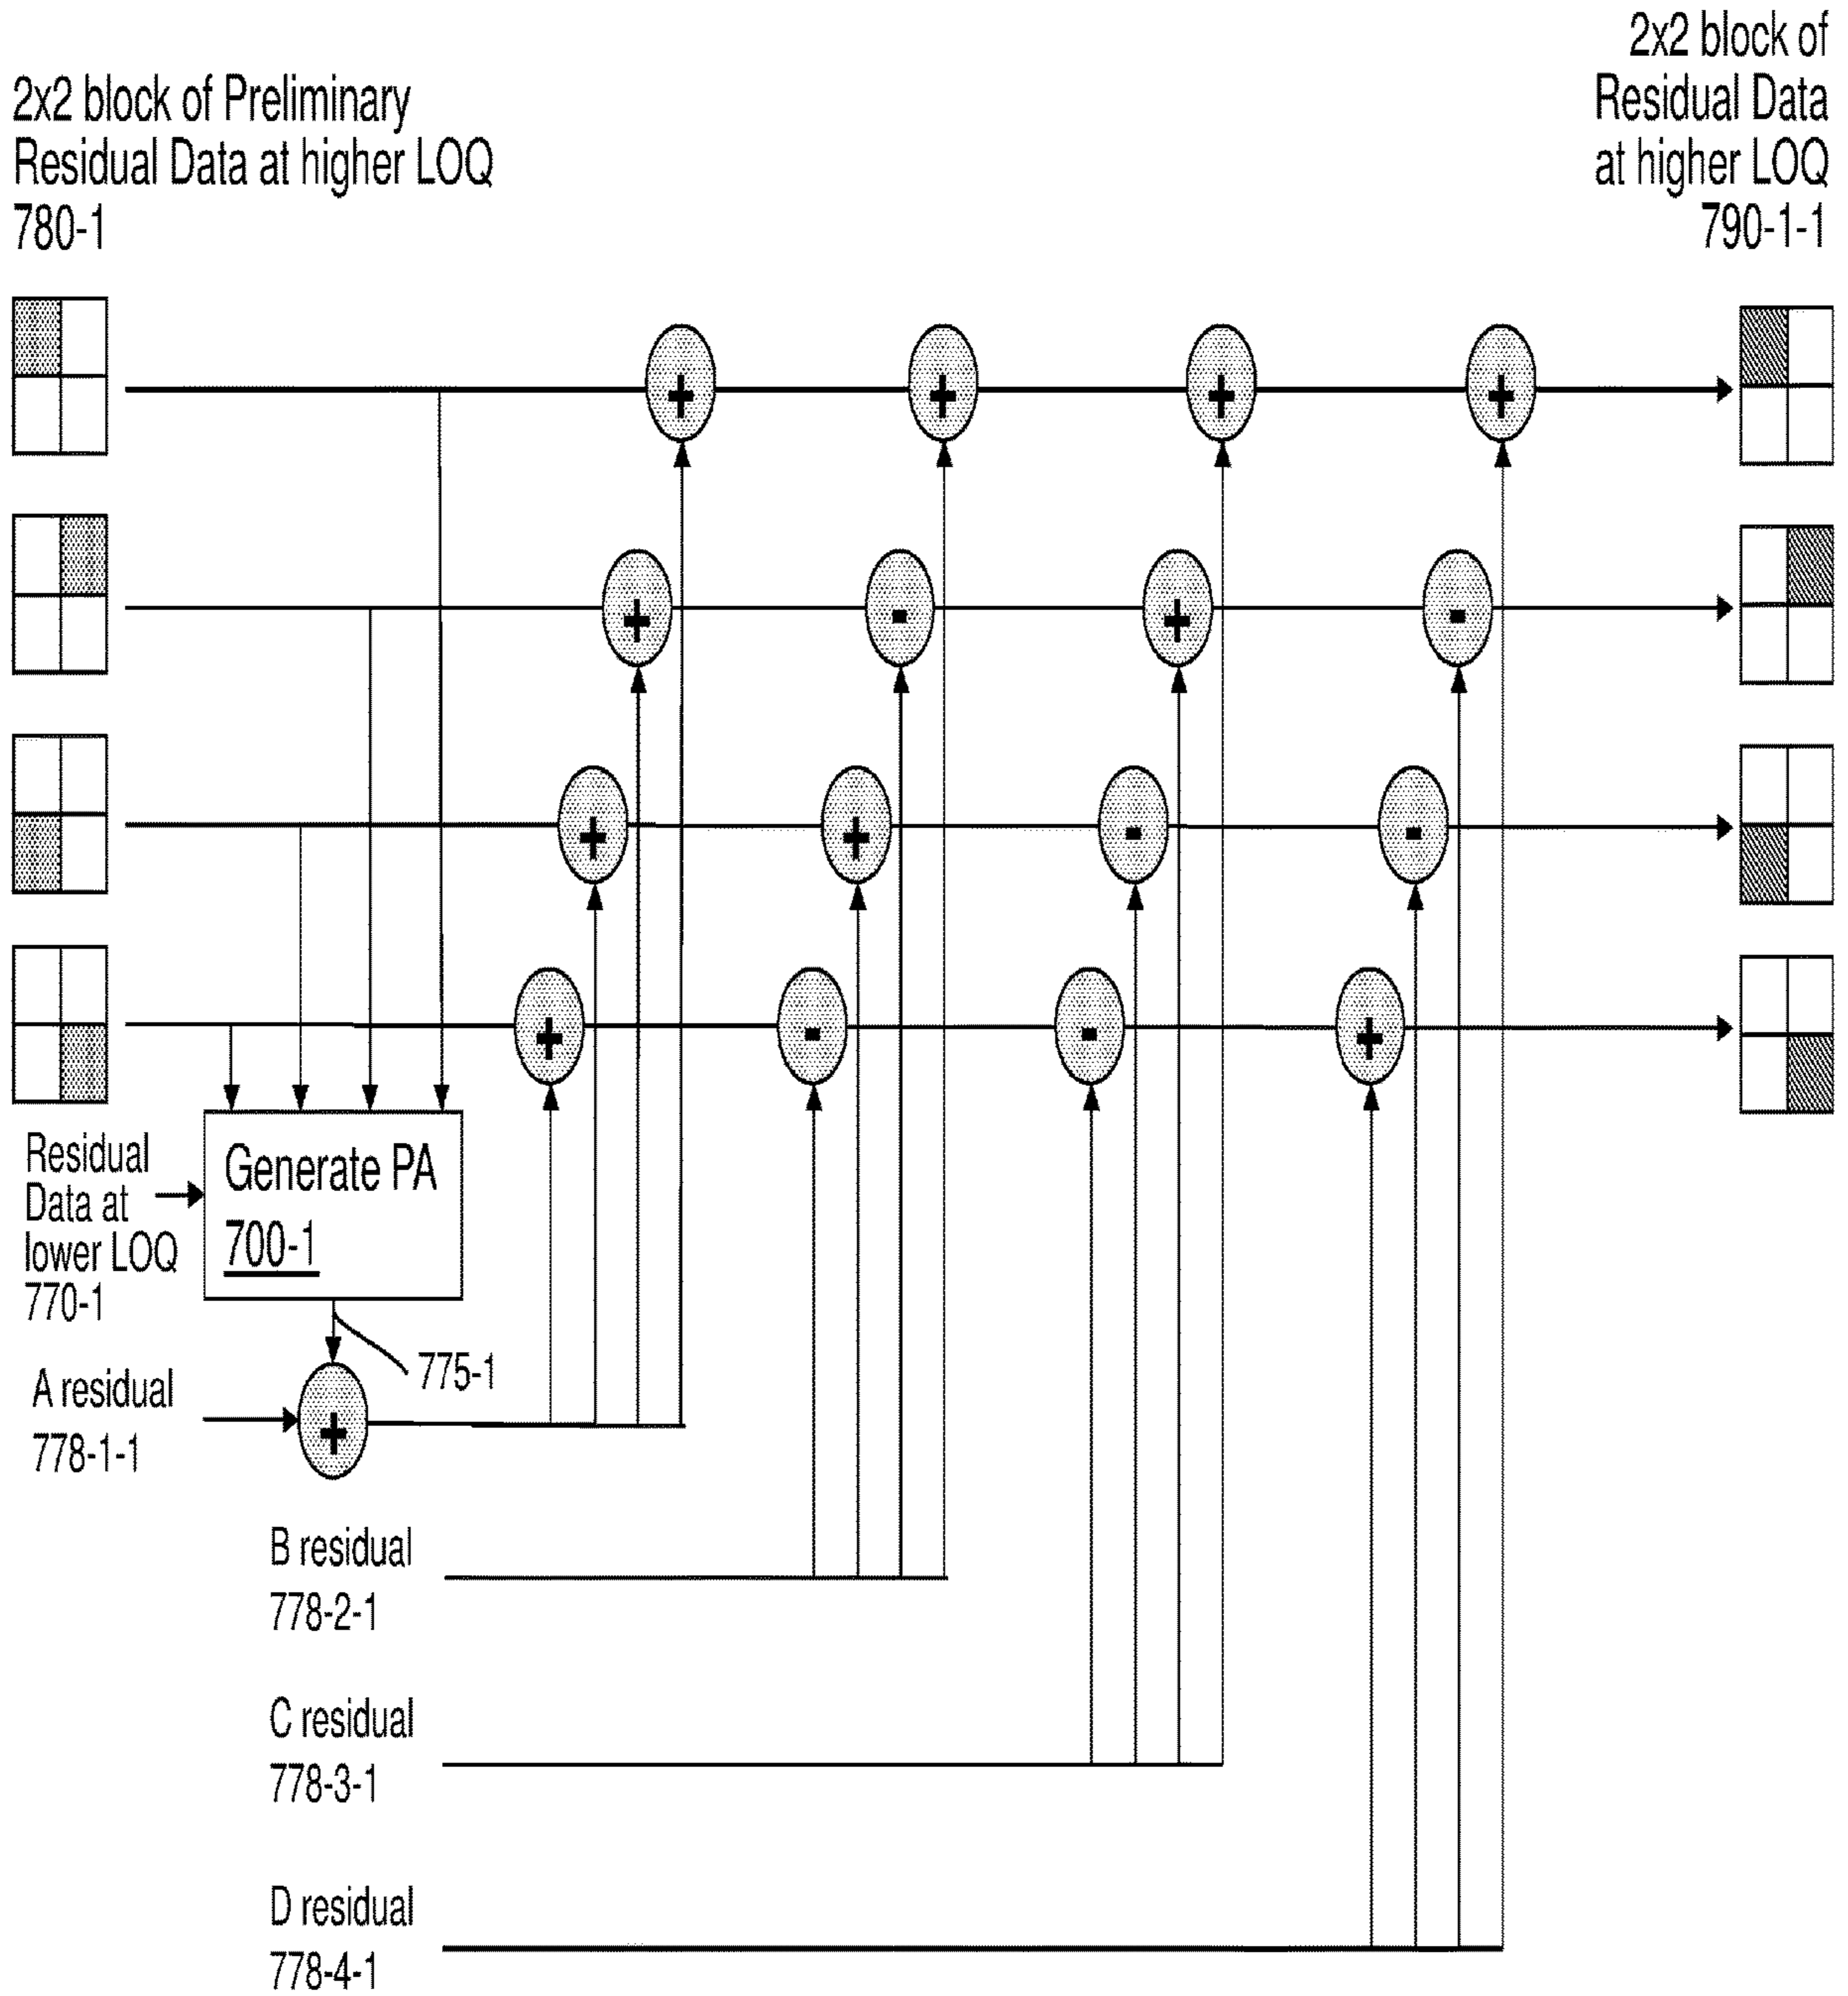 2x2 block of Preliminary
Residual Data at higher LOQ
780-1
2x2 block of
Residual Data
at higher LOQ
790-1-1
+
+
+
+
+
-
+
-
+
+
-
-
+
-
-
+
Residual
Data at
lower LOQ
770-1
Generate PA
700-1
775-1
A residual
778-1-1
+
B residual
778-2-1
C residual
778-3-1
D residual
778-4-1